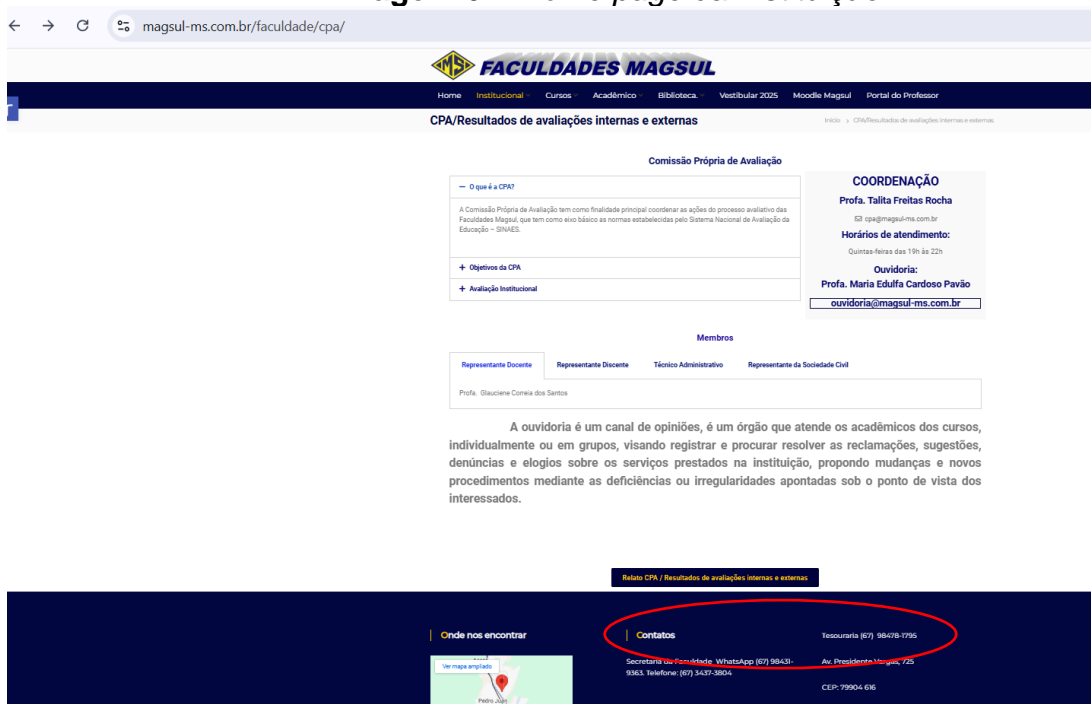 magsul-ms.com.br/faculdade/cpa/
FACULDADES MAGSUL
Home Institucional Cursos Acadêmico Biblioteca. Vestibular 2025 Moodle Magsul Portal do Professor
CPA/Resultados de avaliações internas e externas
Início > CPA/Resultados de avaliações internas e externas
Comissão Própria de Avaliação
— O que é a CPA?
A Comissão Própria de Avaliação tem como finalidade principal coordenar as ações do processo avaliativo das
Faculdades Magsul, que tem como eixo básico as normas estabelecidas pelo Sistema Nacional de Avaliação da
Educação – SINAES.
+ Objetivos da CPA
+ Avaliação Institucional
COORDENAÇÃO
Profa. Talita Freitas Rocha
cpa@magsul-ms.com.br
Horários de atendimento:
Quintas-feiras das 19h às 22h
Ouvidoria:
Profa. Maria Edulfa Cardoso Pavão
ouvidoria@magsul-ms.com.br
Membros
Representante Docente Representante Discente Técnico Administrativo Representante da Sociedade Civil
Profa. Glauciene Correia dos Santos
A ouvidoria é um canal de opiniões, é um órgão que atende os acadêmicos dos cursos,
individualmente ou em grupos, visando registrar e procurar resolver as reclamações, sugestões,
denúncias e elogios sobre os serviços prestados na instituição, propondo mudanças e novos
procedimentos mediante as deficiências ou irregularidades apontadas sob o ponto de vista dos
interessados.
Relato CPA / Resultados de avaliações internas e externas
Onde nos encontrar
Ver mapa ampliado
Contatos
Secretaria da Faculdade WhatsApp (67) 98431-
9363. Telefone: (67) 3437-3804
Tesouraria (67) 98478-1795
Av. Presidente Vargas, 725
CEP: 79904 616